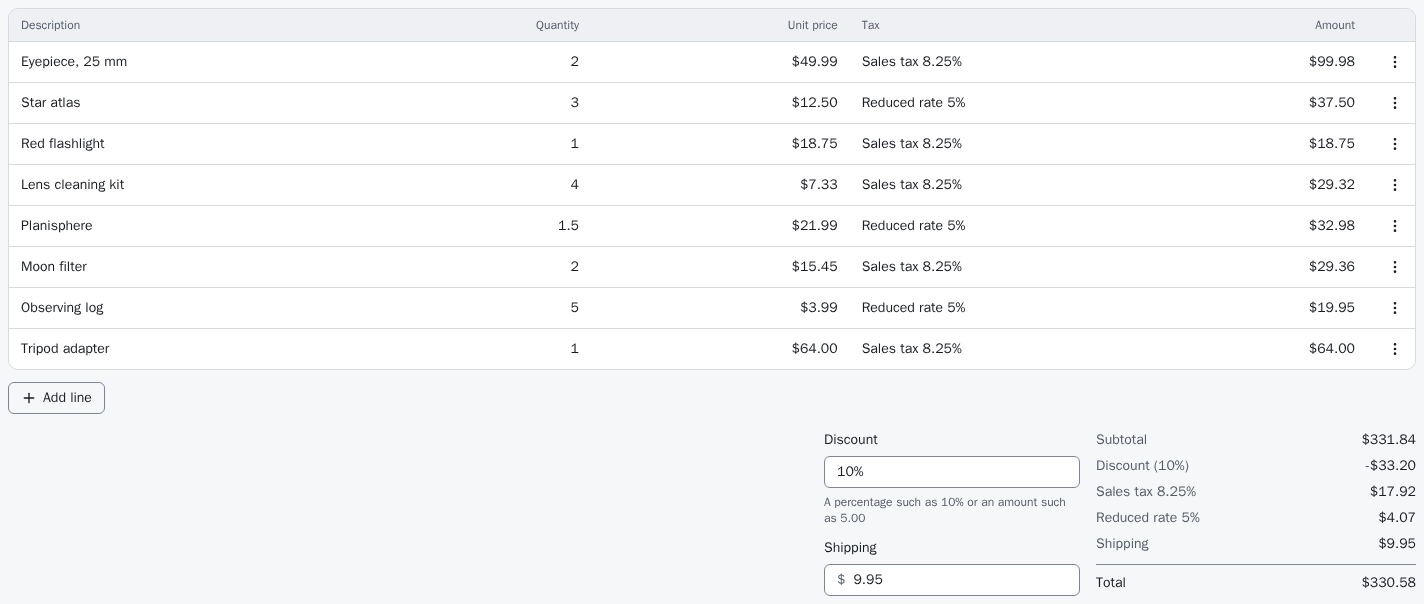 Description Quantity Unit price Tax Amount
Eyepiece, 25 mm 2 $49.99 Sales tax 8.25% $99.98
Star atlas 3 $12.50 Reduced rate 5% $37.50
Red flashlight 1 $18.75 Sales tax 8.25% $18.75
Lens cleaning kit 4 $7.33 Sales tax 8.25% $29.32
Planisphere 1.5 $21.99 Reduced rate 5% $32.98
Moon filter 2 $15.45 Sales tax 8.25% $29.36
Observing log 5 $3.99 Reduced rate 5% $19.95
Tripod adapter 1 $64.00 Sales tax 8.25% $64.00
Add line
Discount
10%
A percentage such as 10% or an amount such
as 5.00
Shipping
$ 9.95
Subtotal $331.84
Discount (10%) -$33.20
Sales tax 8.25% $17.92
Reduced rate 5% $4.07
Shipping $9.95
Total $330.58